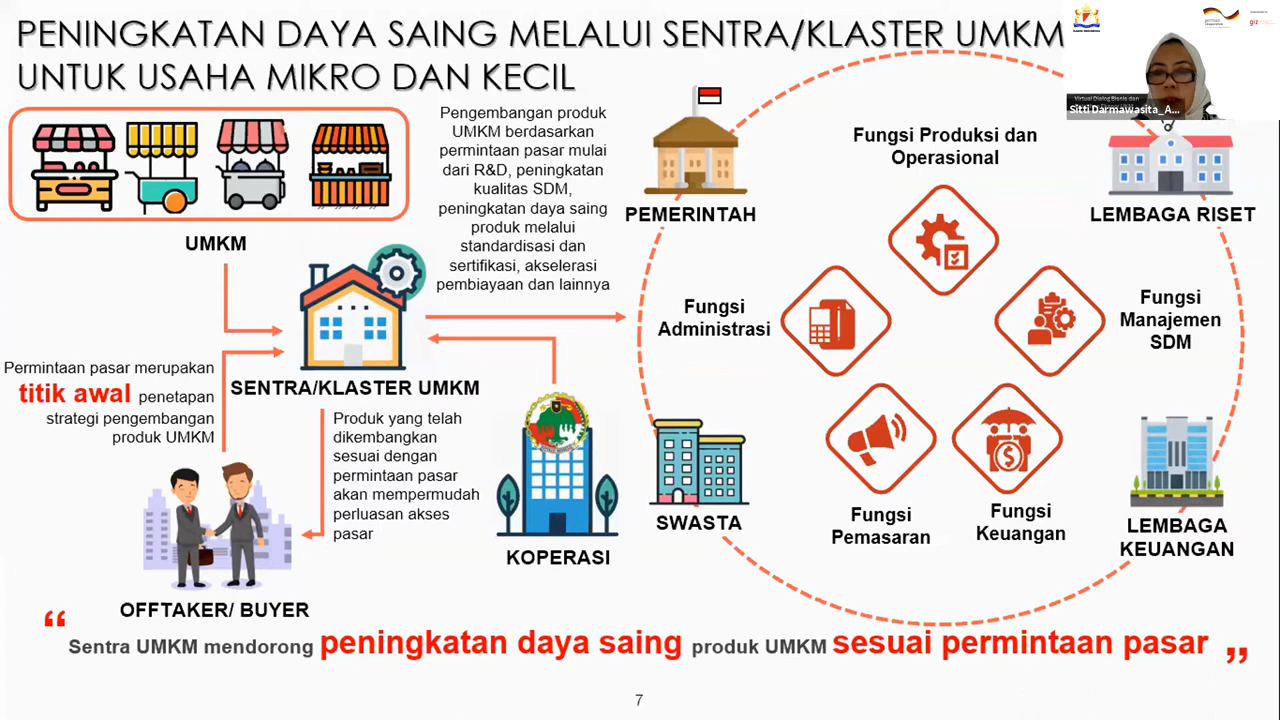 PENINGKATAN DAYA SAING MELALUI SENTRA/KLASTER UMKM
UNTUK USAHA MIKRO DAN KECIL
Virtual Dialog Bisnis dan
Sitti Darmawasita_A...
giz
UMKM
Pengembangan produk
UMKM berdasarkan
permintaan pasar mulai
dari R&D, peningkatan
kualitas SDM,
peningkatan daya saing
produk melalui
standardisasi dan
sertifikasi, akselerasi
pembiayaan dan lainnya
PEMERINTAH
Fungsi Produksi dan
Operasional
LEMBAGA RISET
Fungsi
Administrasi
Fungsi
Manajemen
SDM
Permintaan pasar merupakan
titik awal penetapan
strategi pengembangan
produk UMKM
SENTRA/KLASTER UMKM
Produk yang telah
dikembangkan
sesuai dengan
permintaan pasar
akan mempermudah
perluasan akses
pasar
KOPERASI
SWASTA
Fungsi
Pemasaran
Fungsi
Keuangan
LEMBAGA
KEUANGAN
OFFTAKER/ BUYER
“ Sentra UMKM mendorong peningkatan daya saing produk UMKM sesuai permintaan pasar „
7